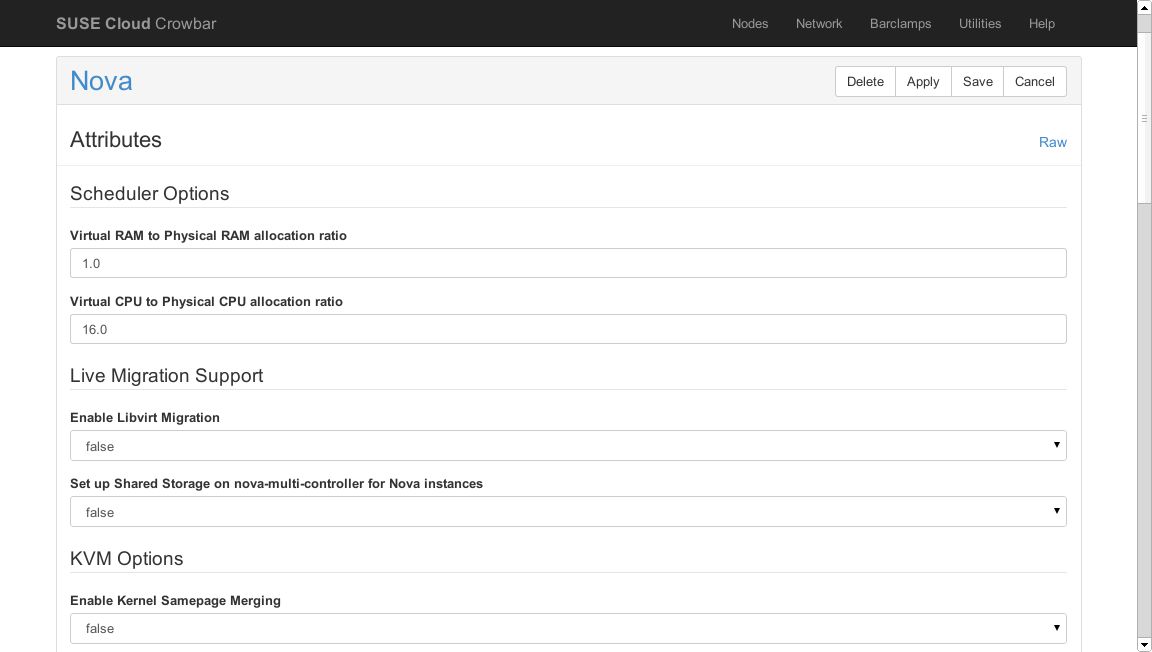 SUSE Cloud Crowbar Nodes Network Barclamps Utilities Help
Nova Delete Apply Save Cancel
Attributes Raw
Scheduler Options
Virtual RAM to Physical RAM allocation ratio
1.0
Virtual CPU to Physical CPU allocation ratio
16.0
Live Migration Support
Enable Libvirt Migration
false
Set up Shared Storage on nova-multi-controller for Nova instances
false
KVM Options
Enable Kernel Samepage Merging
false